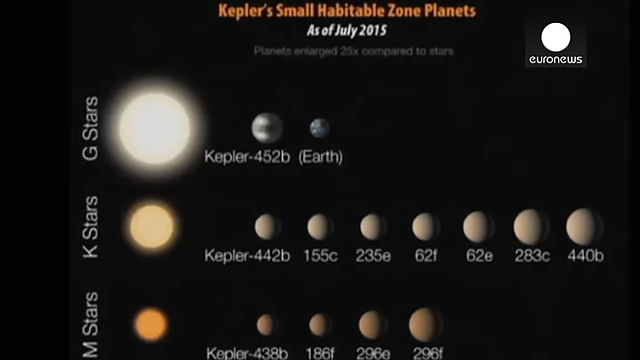 Kepler's Small Habitable Zone Planets
As of July 2015
Planets enlarged 25x compared to stars
euronews
G Stars
Kepler-452b (Earth)
K Stars
Kepler-442b 155c 235e 62f 62e 283c 440b
M Stars
Kepler-438b 186f 296e 296f